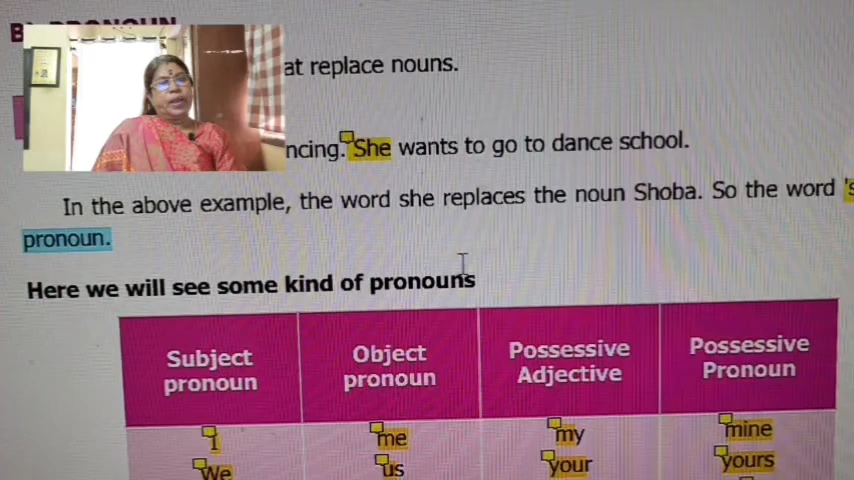 B) PRONOUN
at replace nouns.
ncing. She wants to go to dance school.
In the above example, the word she replaces the noun Shoba. So the word 's
pronoun.
Here we will see some kind of pronouns
Subject pronoun Object pronoun Possessive Adjective Possessive Pronoun
I me my mine
We us your yours